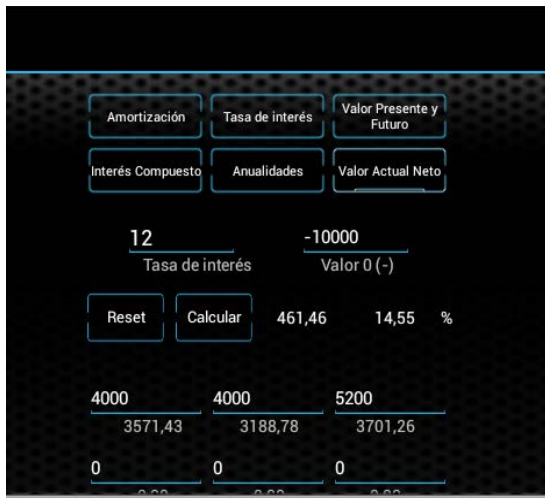 Amortización
Tasa de interés
Valor Presente y
Futuro
Interés Compuesto
Anualidades
Valor Actual Neto
12
-10000
Tasa de interés
Valor 0 (-)
Reset
Calcular
461,46
14,55
%
4000
4000
5200
3571,43
3188,78
3701,26
0
0
0